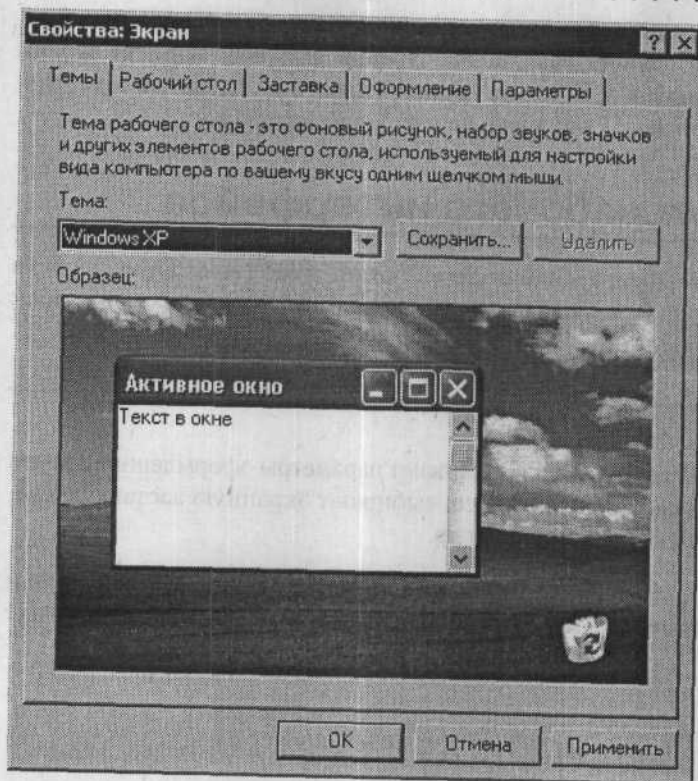 Свойства: Экран
Темы Рабочий стол Заставка Оформление Параметры
Тема рабочего стола - это фоновый рисунок, набор звуков, значков
и других элементов рабочего стола, используемый для настройки
вида компьютера по вашему вкусу одним щелчком мыши.
Тема:
Windows XP Сохранить... Удалить
Образец:
Активное окно
Текст в окне
OK Отмена Применить